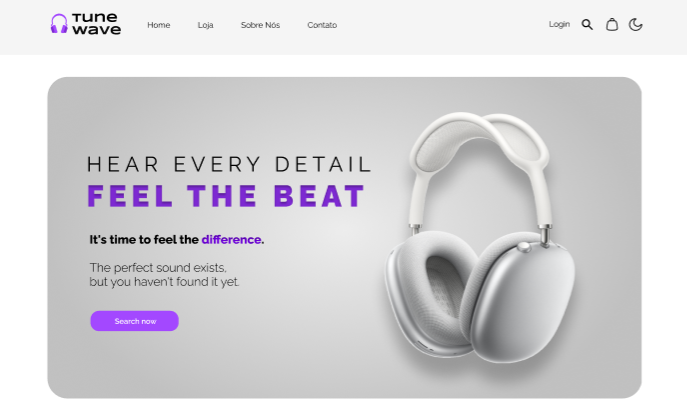 Tune
wave
Home
Loja
Sobre Nós
Contato
Login
HEAR EVERY DETAIL
FEEL THE BEAT
It's time to feel the difference.
The perfect sound exists,
but you haven't found it yet.
Search now